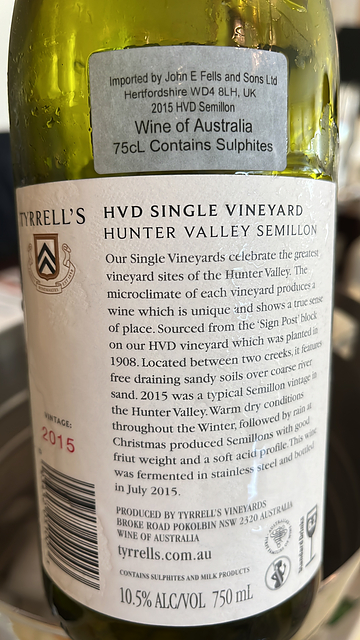 Imported by John E Fells and Sons Ltd
Hertfordshire WD4 8LH, UK
2015 HVD Semillon
Wine of Australia
75cL Contains Sulphites
TYRRELL'S
HVD SINGLE VINEYARD
HUNTER VALLEY SEMILLON
Our Single Vineyards celebrate the greatest
vineyard sites of the Hunter Valley. The
microclimate of each vineyard produces a
wine which is unique and shows a true sense
of place. Sourced from the 'Sign Post' block
on our HVD vineyard which was planted in
1908. Located between two creeks, it features
free draining sandy soils over coarse river
sand. 2015 was a typical Semillon vintage in
the Hunter Valley. Warm dry conditions
throughout the Winter, followed by rain at
Christmas produced Semillons with good
friut weight and a soft acid profile. This wine
was fermented in stainless steel and bottled
in July 2015.
VINTAGE:
2015
PRODUCED BY TYRRELL'S VINEYARDS
BROKE ROAD POKOLBIN NSW 2320 AUSTRALIA
WINE OF AUSTRALIA
tyrrells.com.au
CONTAINS SULPHITES AND MILK PRODUCTS
10.5% ALC/VOL 750 mL
Standard Drinks